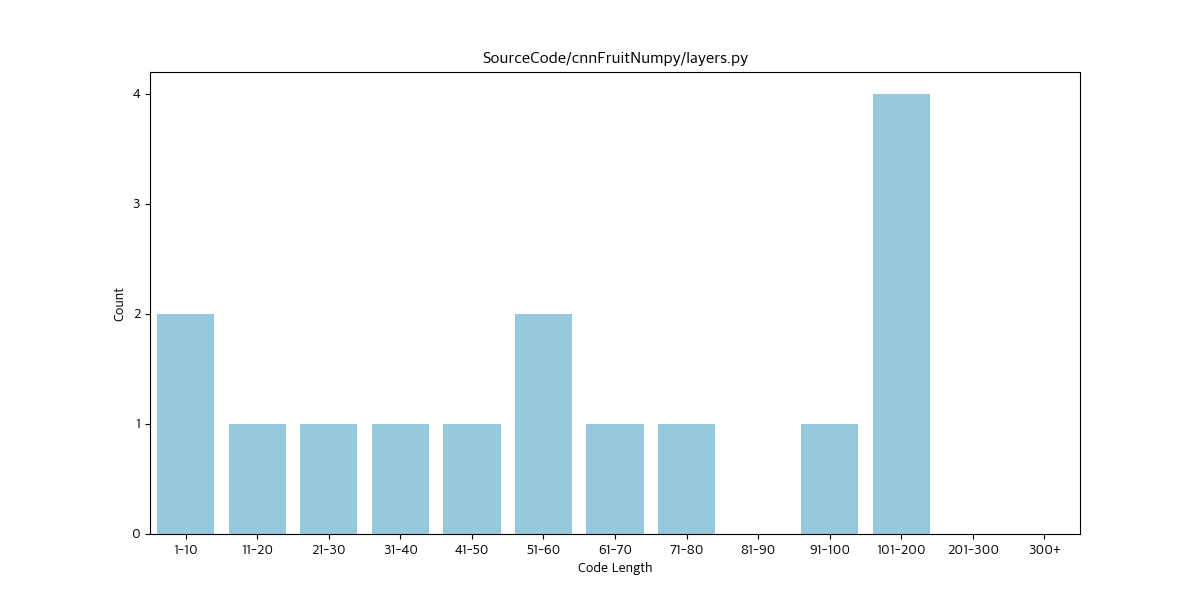 SourceCode/cnnFruitNumpy/layers.py
4
3
2
1
0
Count
1-10 11-20 21-30 31-40 41-50 51-60 61-70 71-80 81-90 91-100 101-200 201-300 300+
Code Length